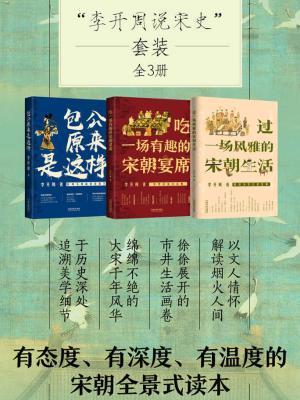 “李开周说宋史”
套装
全3册
包公原来
是这样
李开周 著
吃
一场有趣的
宋朝宴席
李开周 著
过
一场风雅的
宋朝生活
李开周 著
以文人情怀
解读烟火人间
徐徐展开的
市井生活画卷
绵绵不绝的
大宋千年风华
于历史深处
追溯美学细节
有态度、有深度、有温度的
宋朝全景式读本